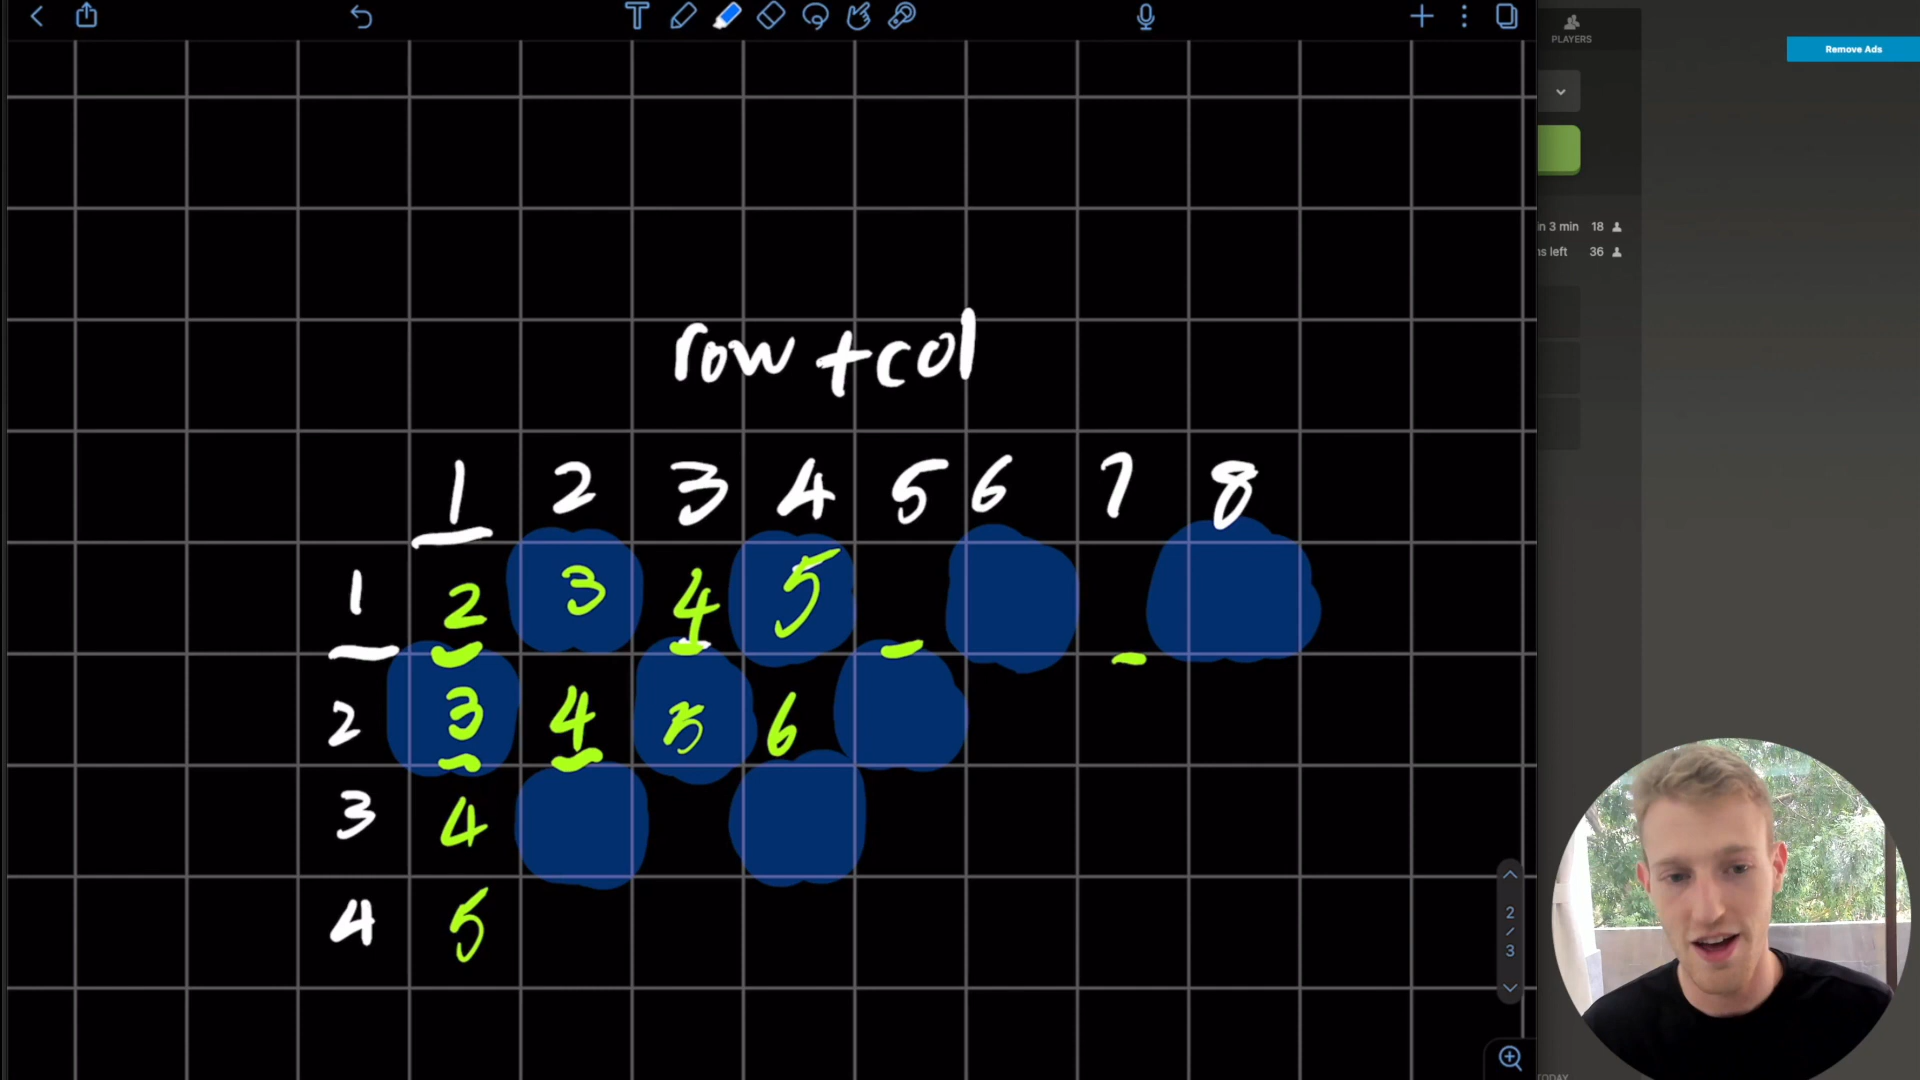 PLAYERS
Remove Ads
in 3 min 18
left 36
row + col
1 2 3 4 5 6 7 8
1 2 3 4 5
2 3 4 5 6
3 4
4 5
2
/
3
TODAY